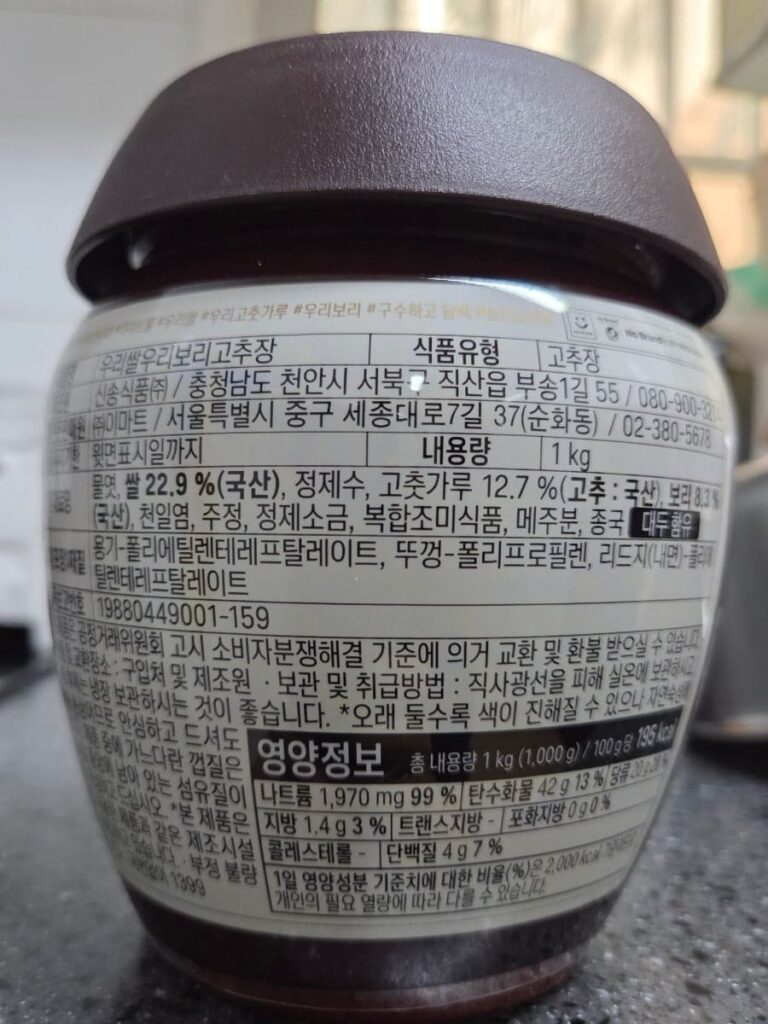 #우리쌀 #우리고춧가루 #우리보리 #구수하고 담백
No Brand
우리쌀우리보리고추장 식품유형 고추장
신송식품㈜ / 충청남도 천안시 서북구 직산읍 부송1길 55 / 080-900-
㈜이마트 / 서울특별시 중구 세종대로7길 37(순화동) / 02-380-5678
윗면표시일까지 내용량 1 kg
물엿, 쌀 22.9 %(국산), 정제수, 고춧가루 12.7 %(고추 : 국산), 보리 8.3 %
(국산), 천일염, 주정, 정제소금, 복합조미식품, 메주분, 종국 대두 함유
재질 용기-폴리에틸렌테레프탈레이트, 뚜껑-폴리프로필렌, 리드지(내면)-폴리에
틸렌테레프탈레이트
19880449001-159
공정거래위원회 고시 소비자분쟁해결 기준에 의거 교환 및 환불 받으실 수 있습니다.
및 교환장소 : 구입처 및 제조원 · 보관 및 취급방법 : 직사광선을 피해 실온에 보관하시고,
냉장 보관하시는 것이 좋습니다. *오래 둘수록 색이 진해질 수 있으나 자연숙성
안심하고 드셔도
중에 가느다란 껍질은
남아 있는 섬유질이
*본 제품은
같은 제조시설
· 부정 불량
1399
영양정보 총 내용량 1 kg (1,000 g) / 100 g 당 195 kcal
나트륨 1,970 mg 99 % 탄수화물 42 g 13 % 당류 20 g 20 %
지방 1.4 g 3 % 트랜스지방 - 포화지방 0 g 0 %
콜레스테롤 - 단백질 4 g 7 %
1일 영양성분 기준치에 대한 비율(%)은 2,000 kcal
개인의 필요 열량에 따라 다를 수 있습니다.